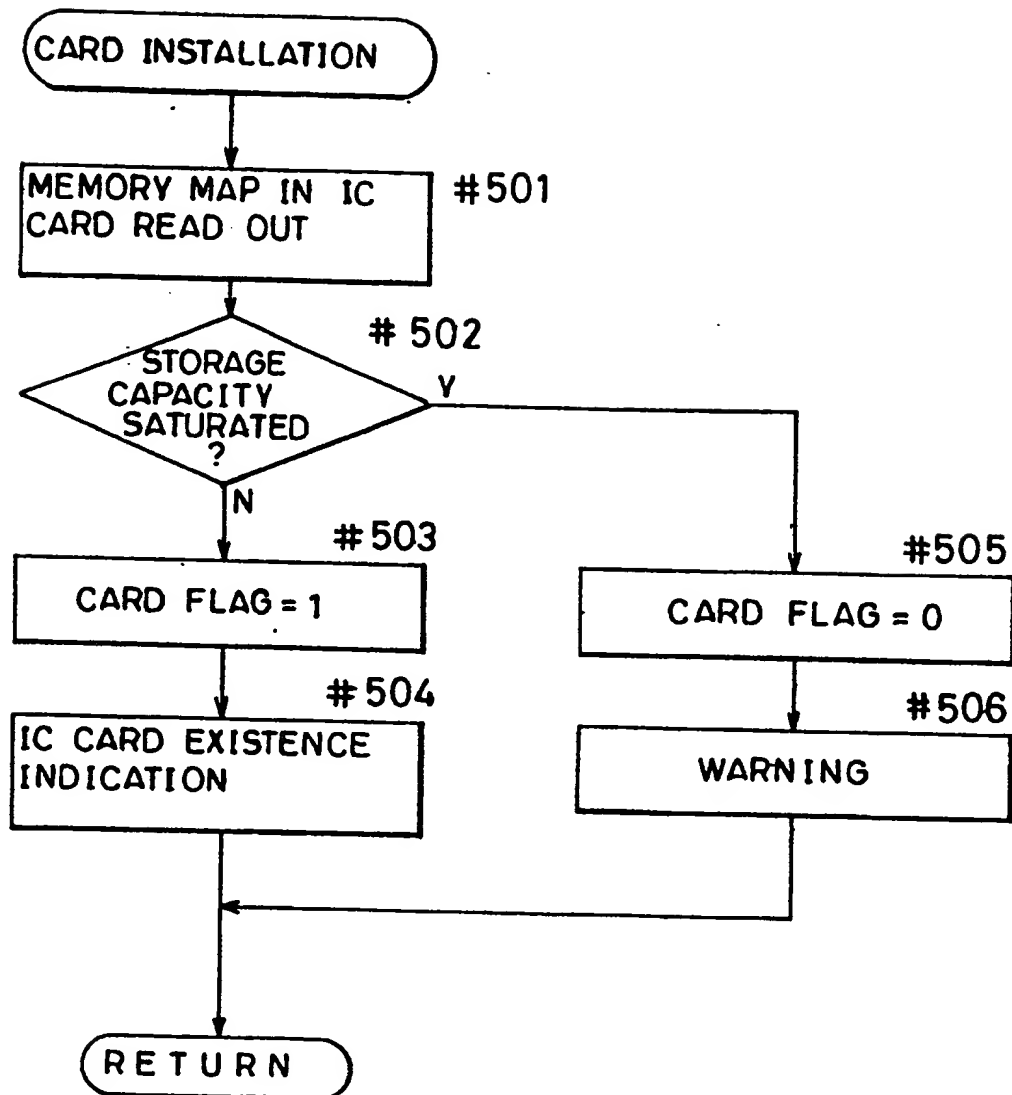 CARD INSTALLATION
MEMORY MAP IN IC
CARD READ OUT
#501
#502
STORAGE
CAPACITY
SATURATED
?
Y
N
#503
CARD FLAG = 1
#504
IC CARD EXISTENCE
INDICATION
#505
CARD FLAG = 0
#506
WARNING
RETURN